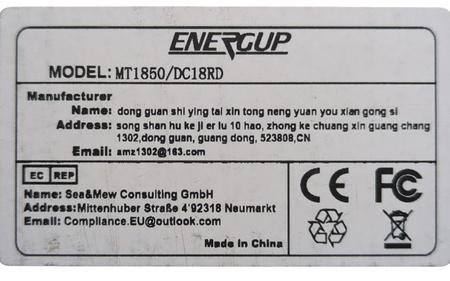 ENERGUP
MODEL: MT1850/DC18RD
Manufacturer
Name: dong guan shi ying tai xin tong neng yuan you xian gong si
Address: song shan hu ke ji er lu 10 hao, zhong ke chuang xin guang chang
1302,dong guan, guang dong, 523808,CN
Email: amz1302@163.com
EC REP
Name: Sea&Mew Consulting GmbH
Address:Mittenhuber Straße 4'92318 Neumarkt
Email: Compliance.EU@outlook.com
Made in China
CE FC